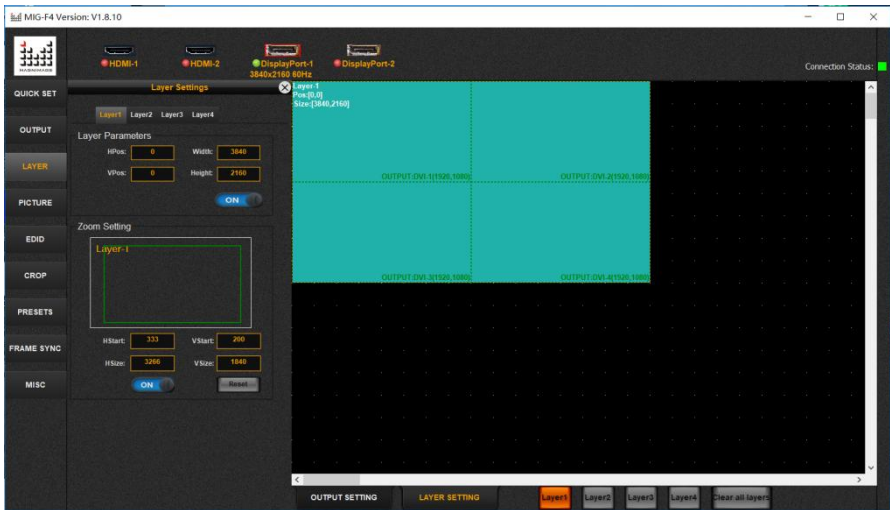 MIG-F4 Version: V1.8.10
MAGNIMAGE
HDMI-1
HDMI-2
DisplayPort-1
3840x2160 60Hz
DisplayPort-2
Connection Status:
QUICK SET
OUTPUT
LAYER
PICTURE
EDID
CROP
PRESETS
FRAME SYNC
MISC
Layer Settings
Layer1 Layer2 Layer3 Layer4
Layer Parameters
HPos: 0 Width: 3840
VPos: 0 Height: 2160
ON
Zoom Setting
Layer-1
HStart: 333 VStart: 200
HSize: 3266 VSize: 1840
ON Reset
Layer-1
Pos:[0,0]
Size:[3840,2160]
OUTPUT:DVI-1(1920,1080)
OUTPUT:DVI-2(1920,1080)
OUTPUT:DVI-3(1920,1080)
OUTPUT:DVI-4(1920,1080)
OUTPUT SETTING
LAYER SETTING
Layer1 Layer2 Layer3 Layer4 Clear all layers